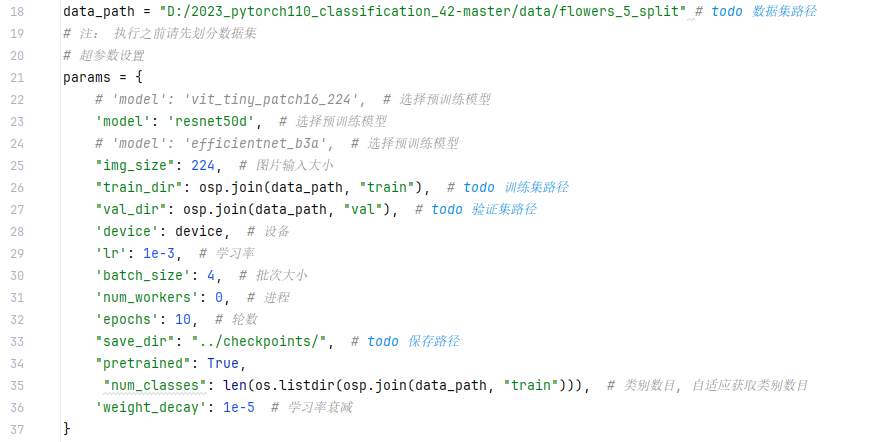 18 data_path = "D:/2023_pytorch110_classification_42-master/data/flowers_5_split" # todo 数据集路径
19 # 注： 执行之前请先划分数据集
20 # 超参数设置
21 params = {
22 # 'model': 'vit_tiny_patch16_224',  # 选择预训练模型
23 'model': 'resnet50d',  # 选择预训练模型
24 # 'model': 'efficientnet_b3a',  # 选择预训练模型
25 "img_size": 224,  # 图片输入大小
26 "train_dir": osp.join(data_path, "train"),  # todo 训练集路径
27 "val_dir": osp.join(data_path, "val"),  # todo 验证集路径
28 'device': device,  # 设备
29 'lr': 1e-3,  # 学习率
30 'batch_size': 4,  # 批次大小
31 'num_workers': 0,  # 进程
32 'epochs': 10,  # 轮数
33 "save_dir": "../checkpoints/",  # todo 保存路径
34 "pretrained": True,
35 "num_classes": len(os.listdir(osp.join(data_path, "train"))),  # 类别数目, 自适应获取类别数目
36 'weight_decay': 1e-5  # 学习率衰减
37 }